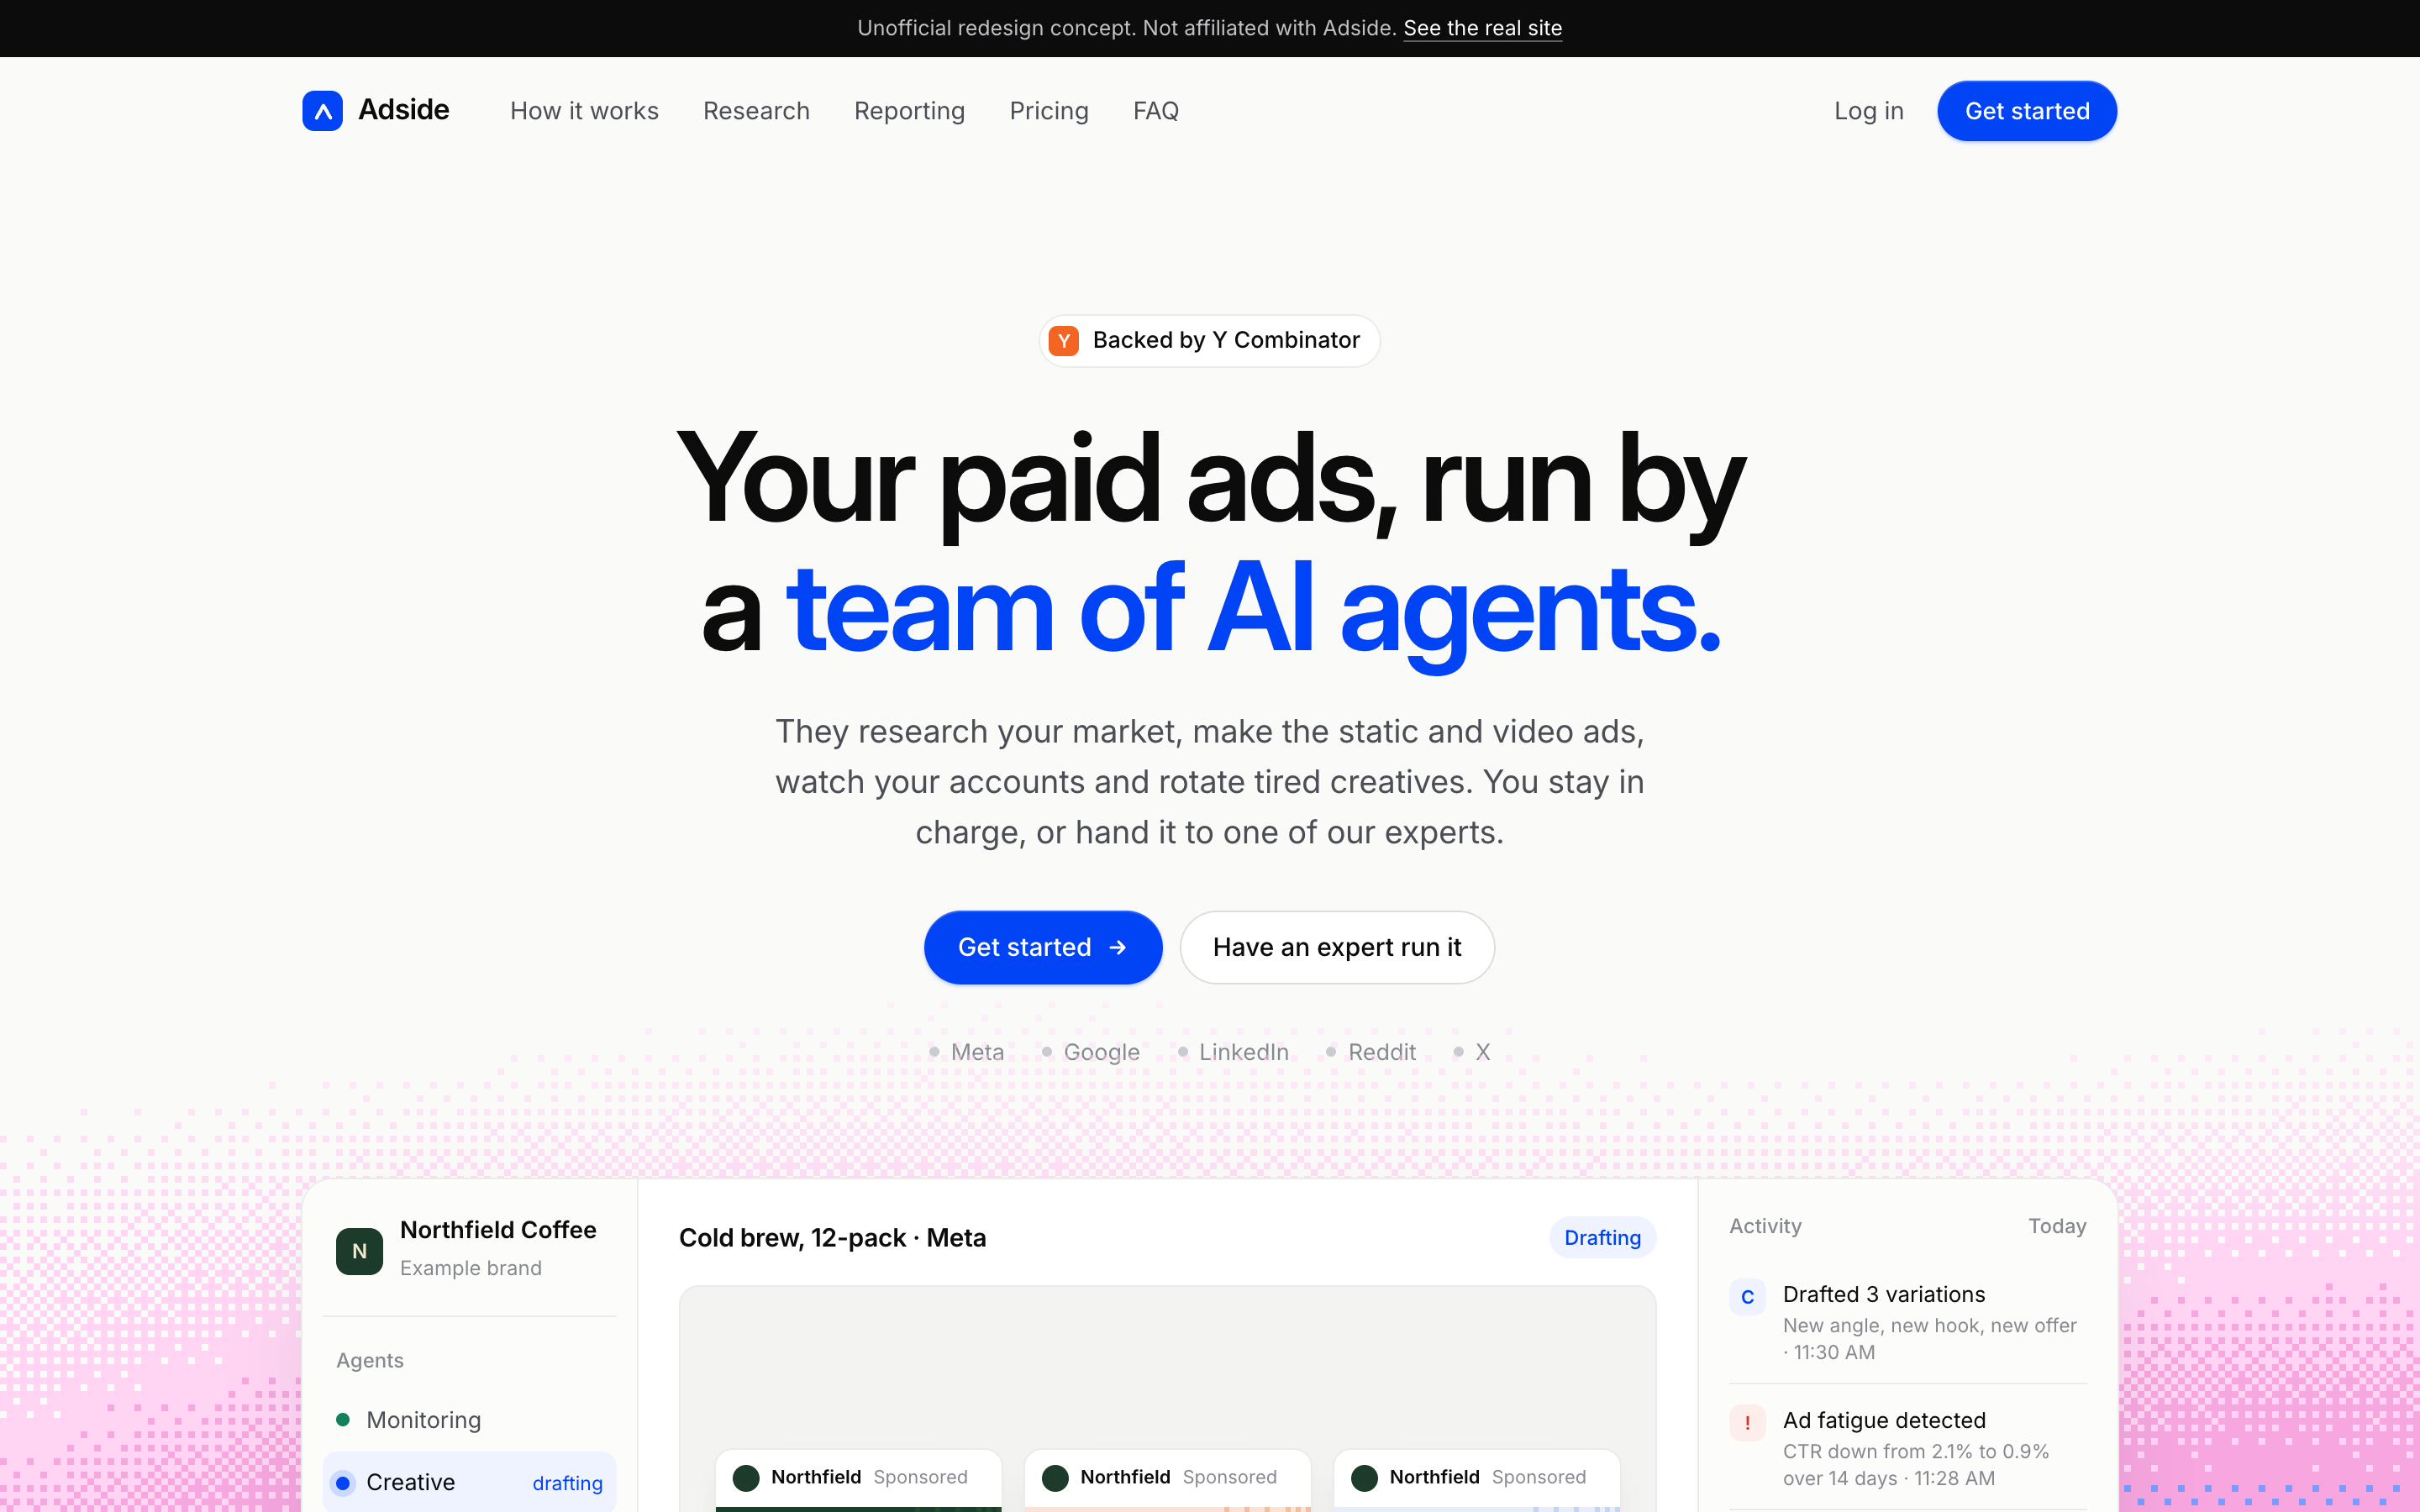 Unofficial redesign concept. Not affiliated with Adside. See the real site
Adside
How it works
Research
Reporting
Pricing
FAQ
Log in
Get started
Y
Backed by Y Combinator
Your paid ads, run by
a team of AI agents.
They research your market, make the static and video ads,
watch your accounts and rotate tired creatives. You stay in
charge, or hand it to one of our experts.
Get started →
Have an expert run it
Meta
Google
LinkedIn
Reddit
X
N
Northfield Coffee
Example brand
Agents
Monitoring
Creative
drafting
Cold brew, 12-pack · Meta
Drafting
Northfield Sponsored
Northfield Sponsored
Northfield Sponsored
Activity
Today
C
Drafted 3 variations
New angle, new hook, new offer
· 11:30 AM
!
Ad fatigue detected
CTR down from 2.1% to 0.9%
over 14 days · 11:28 AM